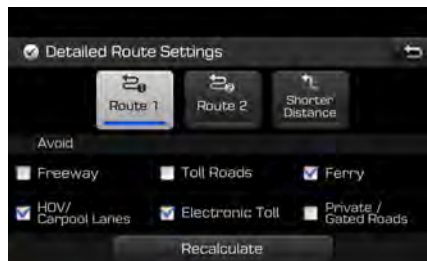 Detailed Route Settings
Route 1
Route 2
Shorter
Distance
Avoid
Freeway
Toll Roads
Ferry
HOV/
Carpool Lanes
Electronic Toll
Private /
Gated Roads
Recalculate